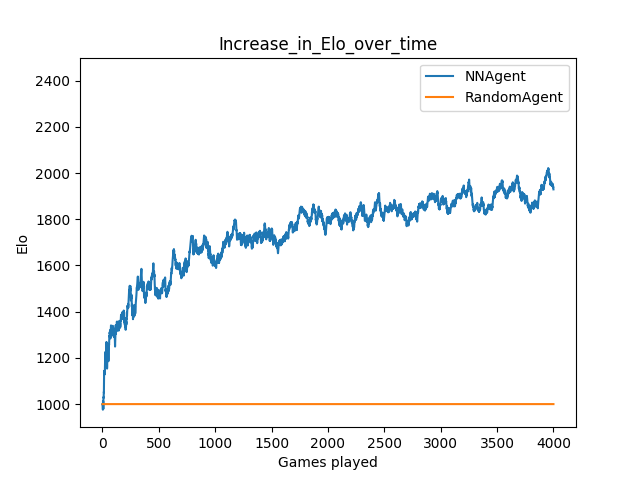 Increase_in_Elo_over_time
NNAgent
RandomAgent
2400
2200
2000
1800
1600
1400
1200
1000
Elo
0 500 1000 1500 2000 2500 3000 3500 4000
Games played